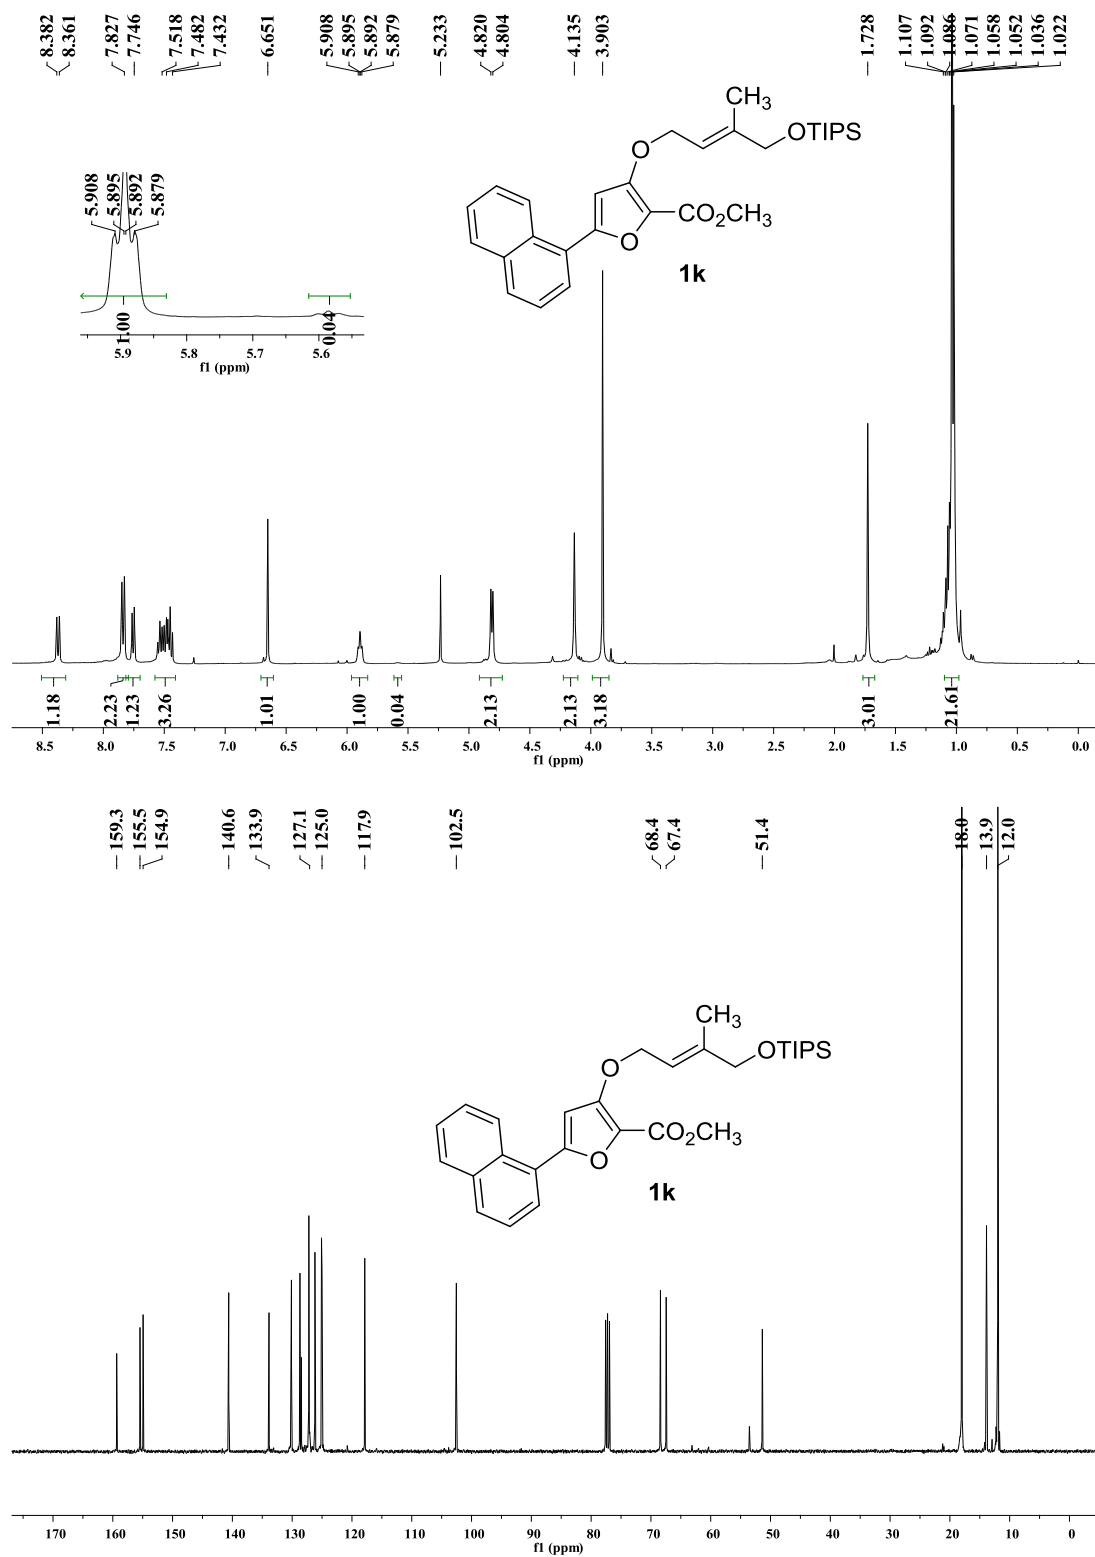 8.382 8.361 7.827 7.746 7.518 7.482 7.432 6.651 5.908 5.895 5.892 5.879 5.233 4.820 4.804 4.135 3.903 1.728 1.107 1.092 1.086 1.071 1.058 1.052 1.036 1.022
CH3
OTIPS
O
CO2CH3
O
1k
5.908 5.895 5.892 5.879
1.00 0.04
5.9 5.8 5.7 5.6
f1 (ppm)
1.18 2.23 1.23 3.26 1.01 1.00 0.04 2.13 2.13 3.18 3.01 21.61
8.5 8.0 7.5 7.0 6.5 6.0 5.5 5.0 4.5 4.0 3.5 3.0 2.5 2.0 1.5 1.0 0.5 0.0
f1 (ppm)
159.3 155.5 154.9 140.6 133.9 127.1 125.0 117.9 102.5 68.4 67.4 51.4 18.0 13.9 12.0
CH3
OTIPS
O
CO2CH3
O
1k
170 160 150 140 130 120 110 100 90 80 70 60 50 40 30 20 10 0
f1 (ppm)